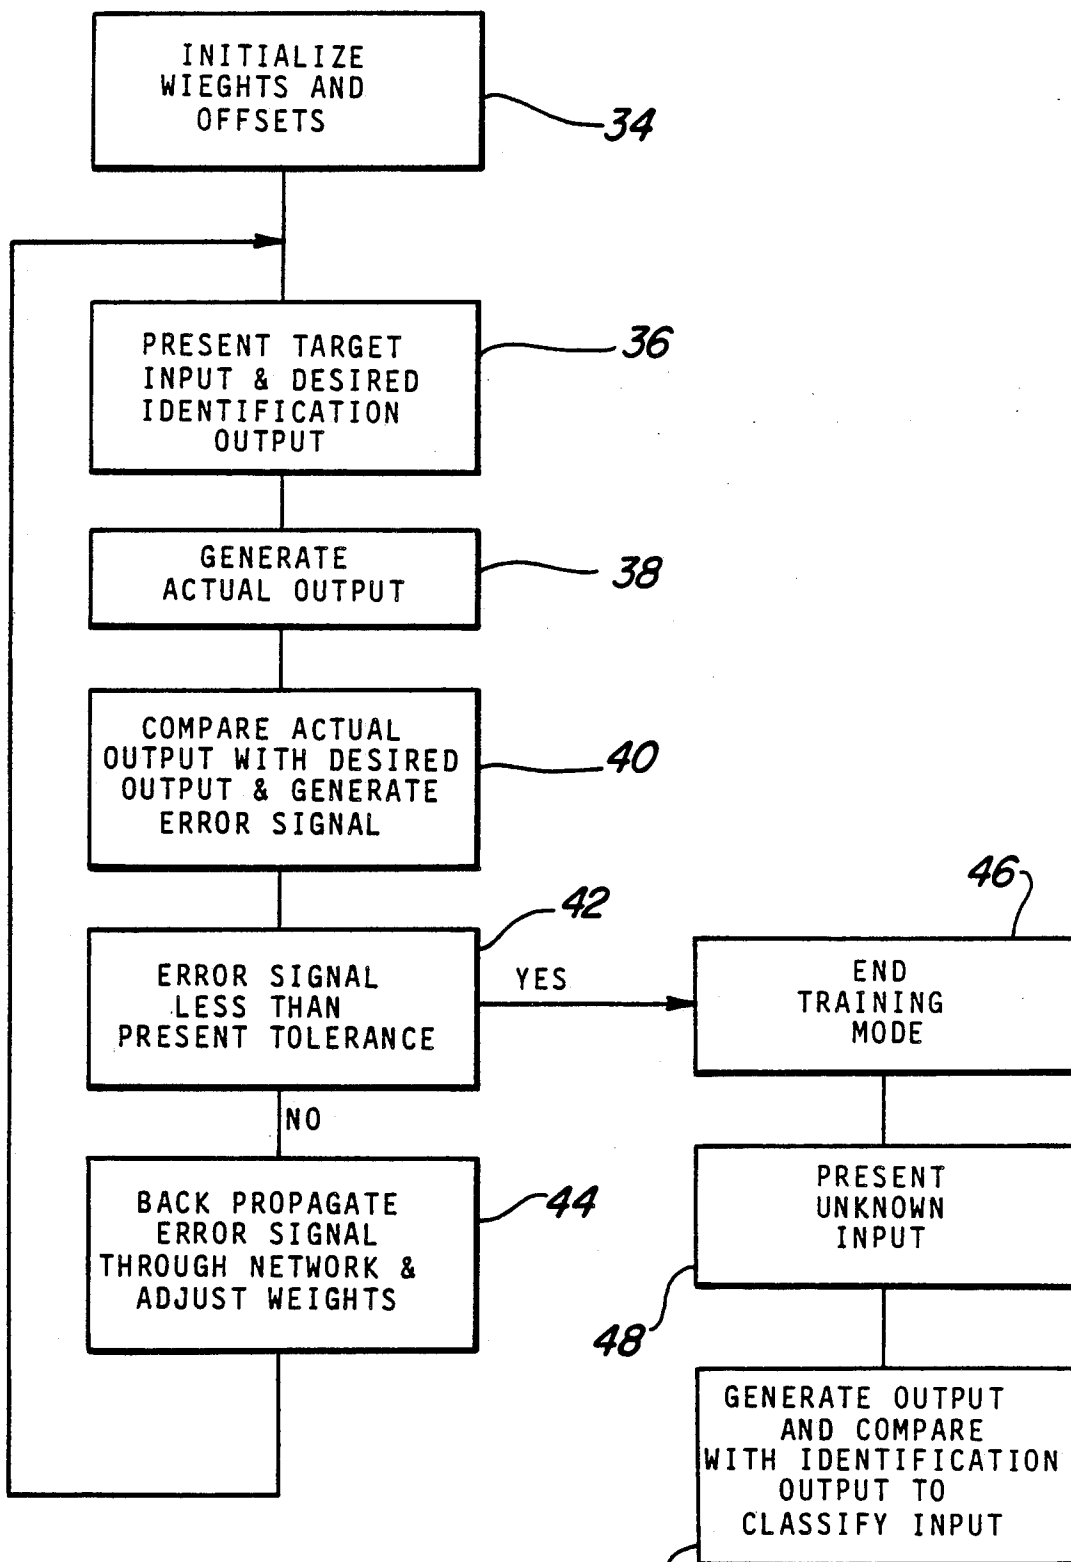 INITIALIZE
WIEGHTS AND
OFFSETS
34
PRESENT TARGET
INPUT & DESIRED
IDENTIFICATION
OUTPUT
36
GENERATE
ACTUAL OUTPUT
38
COMPARE ACTUAL
OUTPUT WITH DESIRED
OUTPUT & GENERATE
ERROR SIGNAL
40
ERROR SIGNAL
LESS THAN
PRESENT TOLERANCE
42
YES
NO
BACK PROPAGATE
ERROR SIGNAL
THROUGH NETWORK &
ADJUST WEIGHTS
44
END
TRAINING
MODE
46
PRESENT
UNKNOWN
INPUT
48
GENERATE OUTPUT
AND COMPARE
WITH IDENTIFICATION
OUTPUT TO
CLASSIFY INPUT